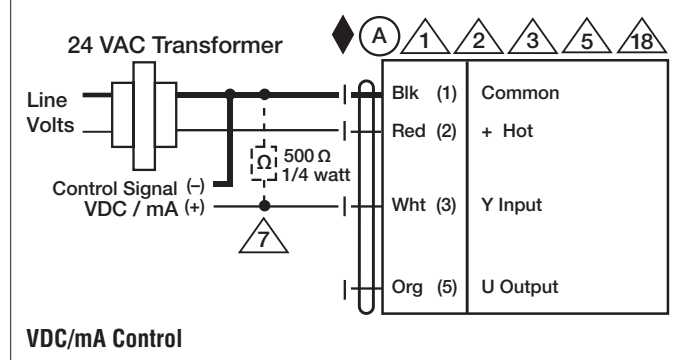 24 VAC Transformer
A 1 2 3 5 18
Line
Volts
Blk (1) Common
Red (2) + Hot
Ω 500 Ω
1/4 watt
Control Signal (–)
VDC / mA (+)
Wht (3) Y Input
7
Org (5) U Output
VDC/mA Control